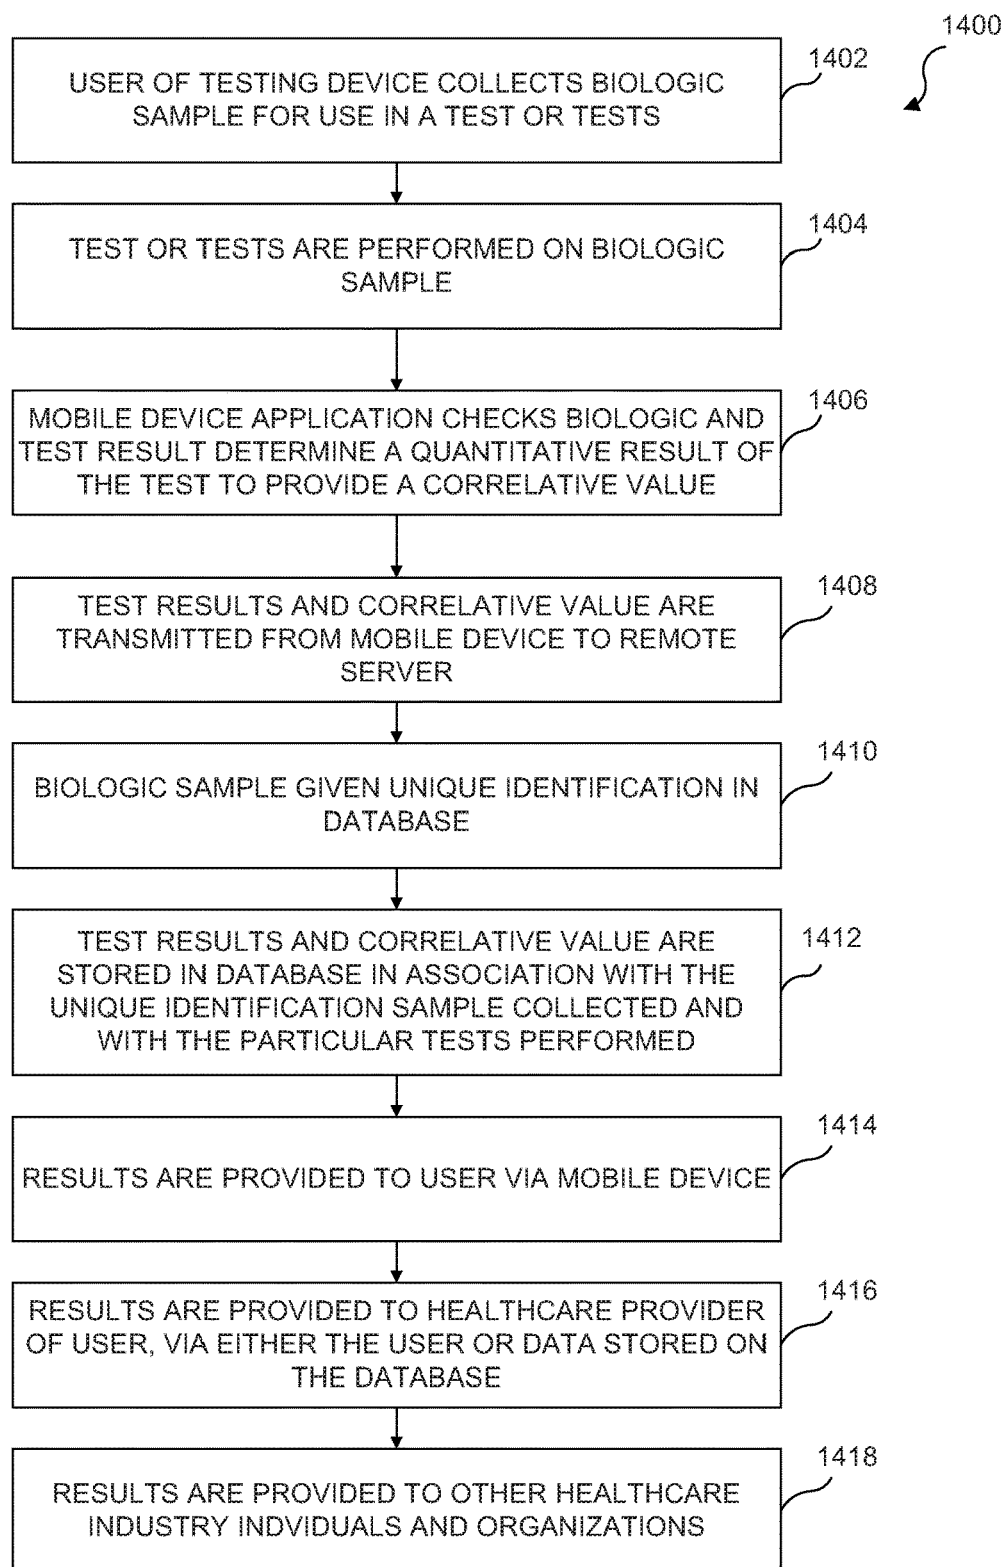 1400
1402
USER OF TESTING DEVICE COLLECTS BIOLOGIC
SAMPLE FOR USE IN A TEST OR TESTS
1404
TEST OR TESTS ARE PERFORMED ON BIOLOGIC
SAMPLE
1406
MOBILE DEVICE APPLICATION CHECKS BIOLOGIC AND
TEST RESULT DETERMINE A QUANTITATIVE RESULT OF
THE TEST TO PROVIDE A CORRELATIVE VALUE
1408
TEST RESULTS AND CORRELATIVE VALUE ARE
TRANSMITTED FROM MOBILE DEVICE TO REMOTE
SERVER
1410
BIOLOGIC SAMPLE GIVEN UNIQUE IDENTIFICATION IN
DATABASE
1412
TEST RESULTS AND CORRELATIVE VALUE ARE
STORED IN DATABASE IN ASSOCIATION WITH THE
UNIQUE IDENTIFICATION SAMPLE COLLECTED AND
WITH THE PARTICULAR TESTS PERFORMED
1414
RESULTS ARE PROVIDED TO USER VIA MOBILE DEVICE
1416
RESULTS ARE PROVIDED TO HEALTHCARE PROVIDER
OF USER, VIA EITHER THE USER OR DATA STORED ON
THE DATABASE
1418
RESULTS ARE PROVIDED TO OTHER HEALTHCARE
INDUSTRY INDVIDUALS AND ORGANIZATIONS